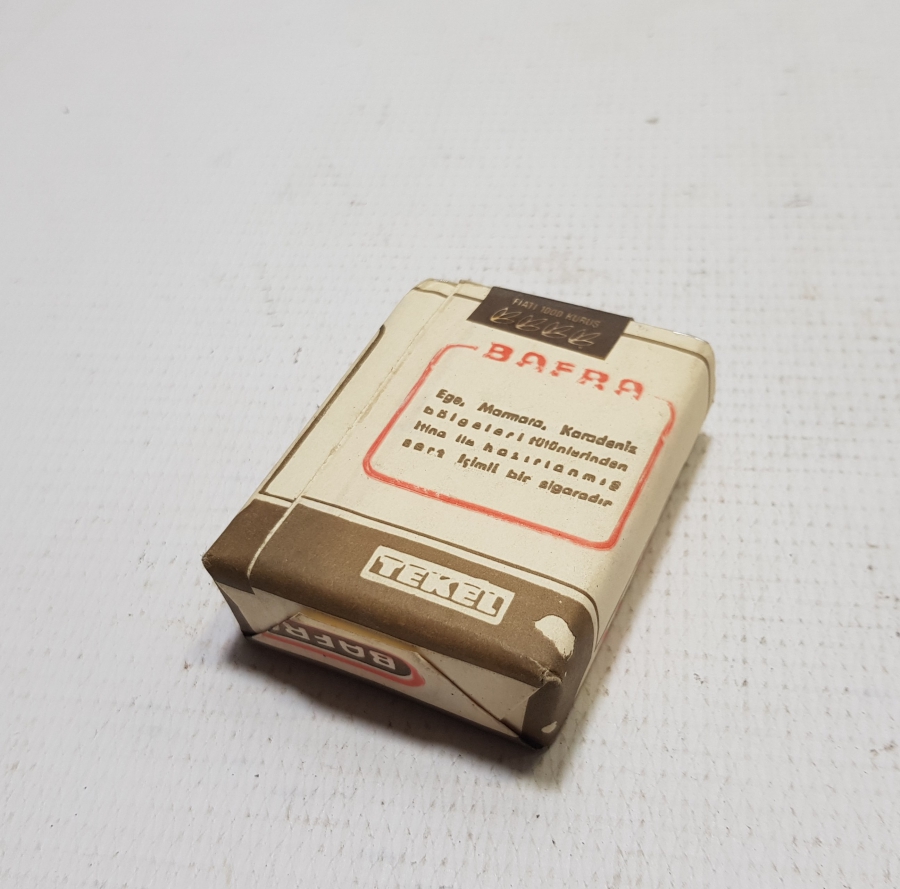 FİATI 1000 KURUŞ
BAFRA
Ege, Marmara, Karadeniz
bölgeleri tütünlerinden
itina ile hazırlanmış
sert içimli bir sigaradır
TEKEL
BAFRA